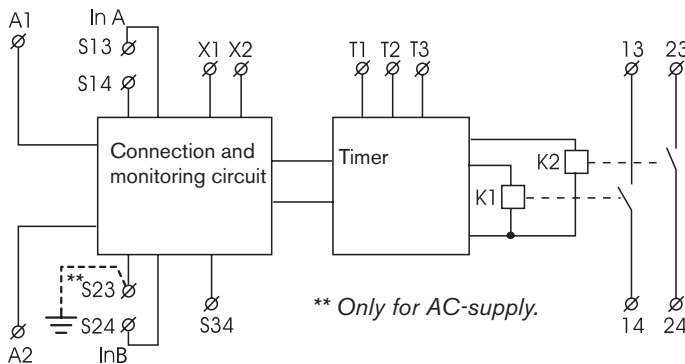 A1
In A
S13
S14
X1 X2
T1 T2 T3
13 23
Connection and
monitoring circuit
Timer
K2
K1
**
S23
S24
S34
** Only for AC-supply.
A2
InB
14 24